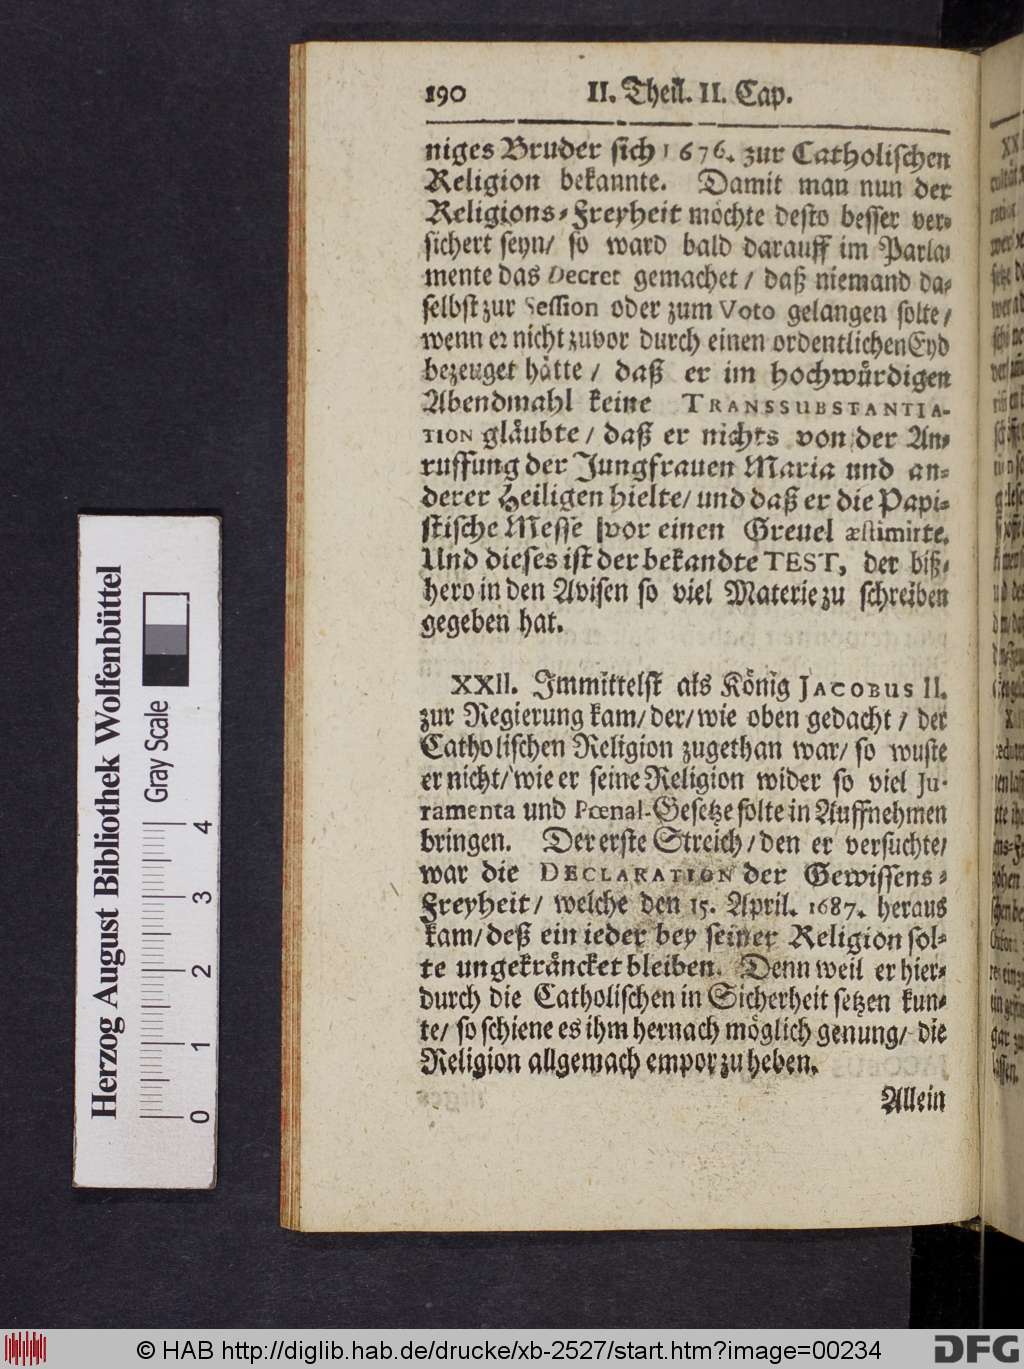 190 II. Theil. II. Cap.
niges Bruder sich 1676. zur Catholischen
Religion bekannte. Damit man nun der
Religions-Freyheit möchte desto besser ver-
sichert seyn/ so ward bald darauff im Parla-
mente das Decret gemachet / daß niemand da-
selbst zur Session oder zum Voto gelangen solte/
wenn er nicht zuvor durch einen ordentlichen Eyd
bezeuget hätte / daß er im hochwürdigen
Abendmahl keine TRANSSUBSTANTIA-
TION gläubte / daß er nichts von der An-
ruffung der Jungfrauen Maria und an-
derer Heiligen hielte/ und daß er die Papi-
stische Messe vor einen Greuel æstimirte.
Und dieses ist der bekandte TEST, der biß-
hero in den Avisen so viel Materie zu schreiben
gegeben hat.
XXII. Immittelst als König JACOBUS II.
zur Regierung kam/ der/ wie oben gedacht / der
Catholischen Religion zugethan war/ so wuste
er nicht/ wie er seine Religion wider so viel Ju-
ramenta und Pœnal-Gesetze solte in Auffnehmen
bringen. Der erste Streich / den er versuchte/
war die DECLARATION der Gewissens-
Freyheit / welche den 15. April. 1687. heraus
kam/ deß ein ieder bey seiner Religion sol-
te ungekräncket bleiben. Denn weil er hier-
durch die Catholischen in Sicherheit setzen kun-
te/ so schiene es ihm hernach möglich genung/ die
Religion allgemach empor zu heben.
Allein
Herzog August Bibliothek Wolfenbüttel
Gray Scale
0 1 2 3 4
© HAB http://diglib.hab.de/drucke/xb-2527/start.htm?image=00234
DFG